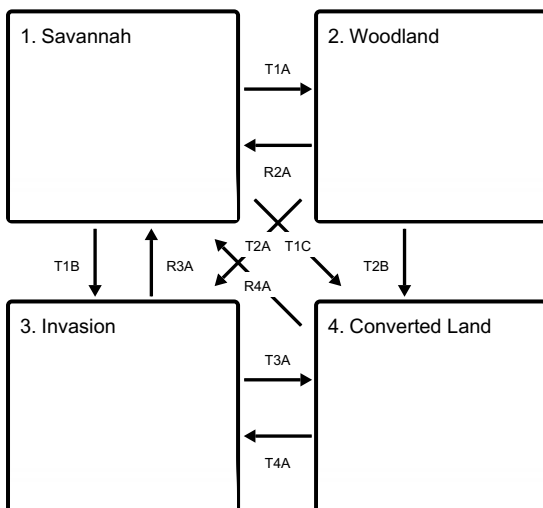 1. Savannah
2. Woodland
T1A
R2A
T1B
R3A
T2A
T1C
T2B
R4A
3. Invasion
4. Converted Land
T3A
T4A